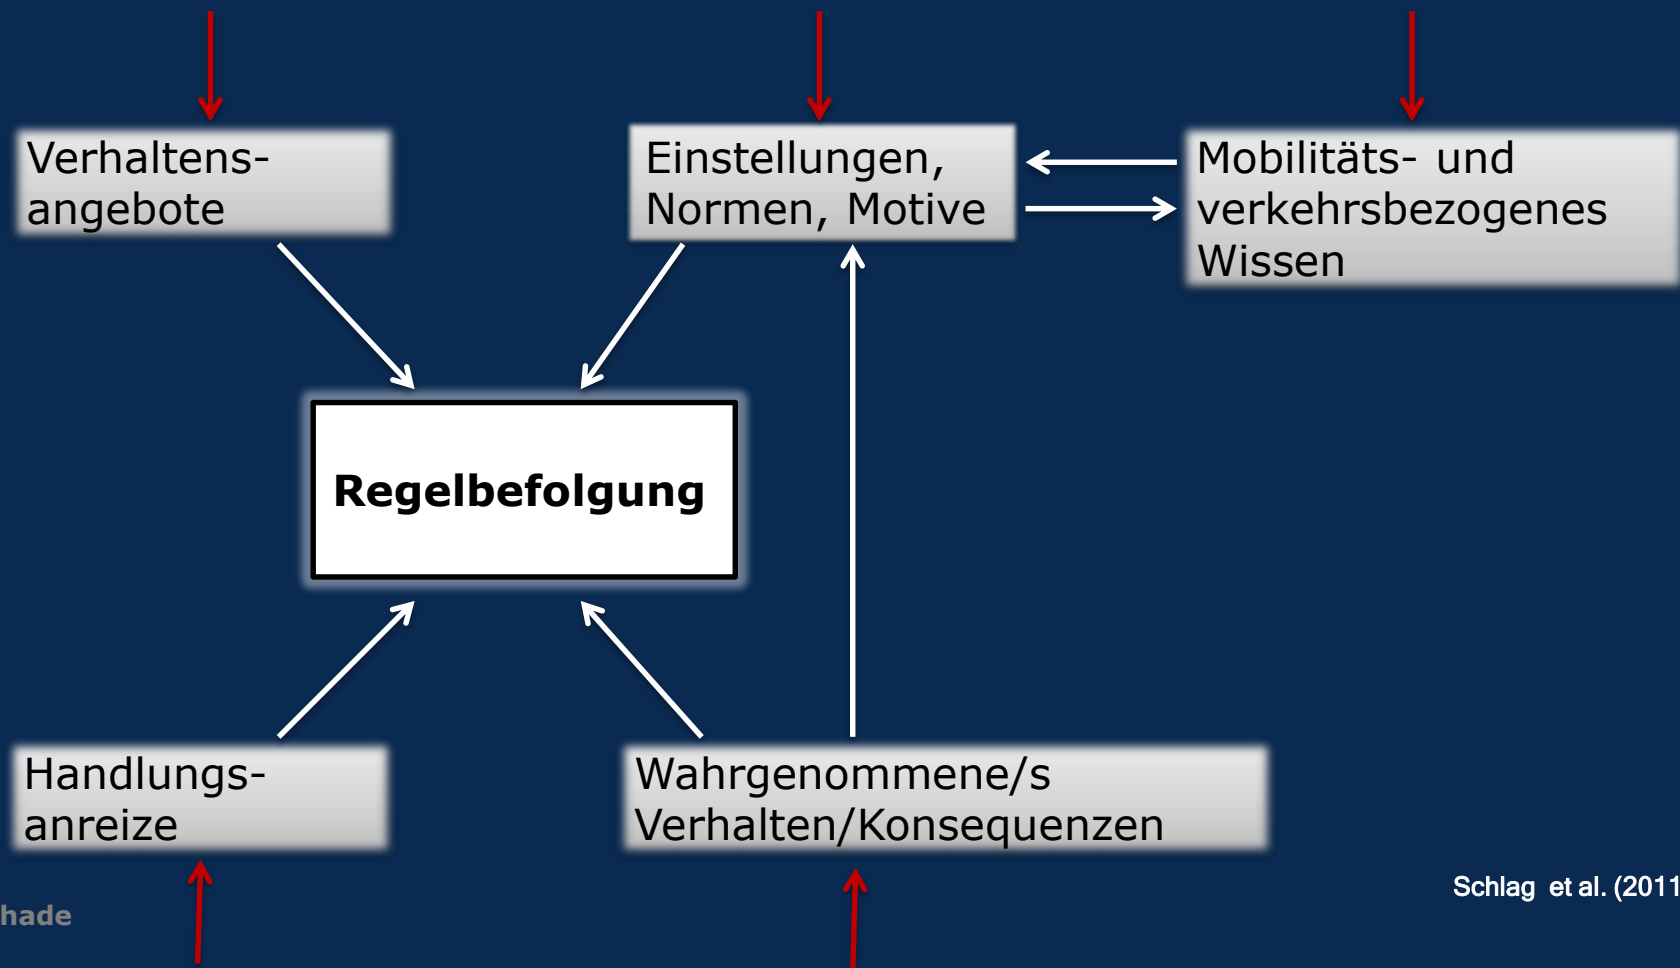 Verhaltens-
angebote
Einstellungen,
Normen, Motive
Mobilitäts- und
verkehrsbezogenes
Wissen
Regelbefolgung
Handlungs-
anreize
Wahrgenommene/s
Verhalten/Konsequenzen
Schlag et al. (2011
hade